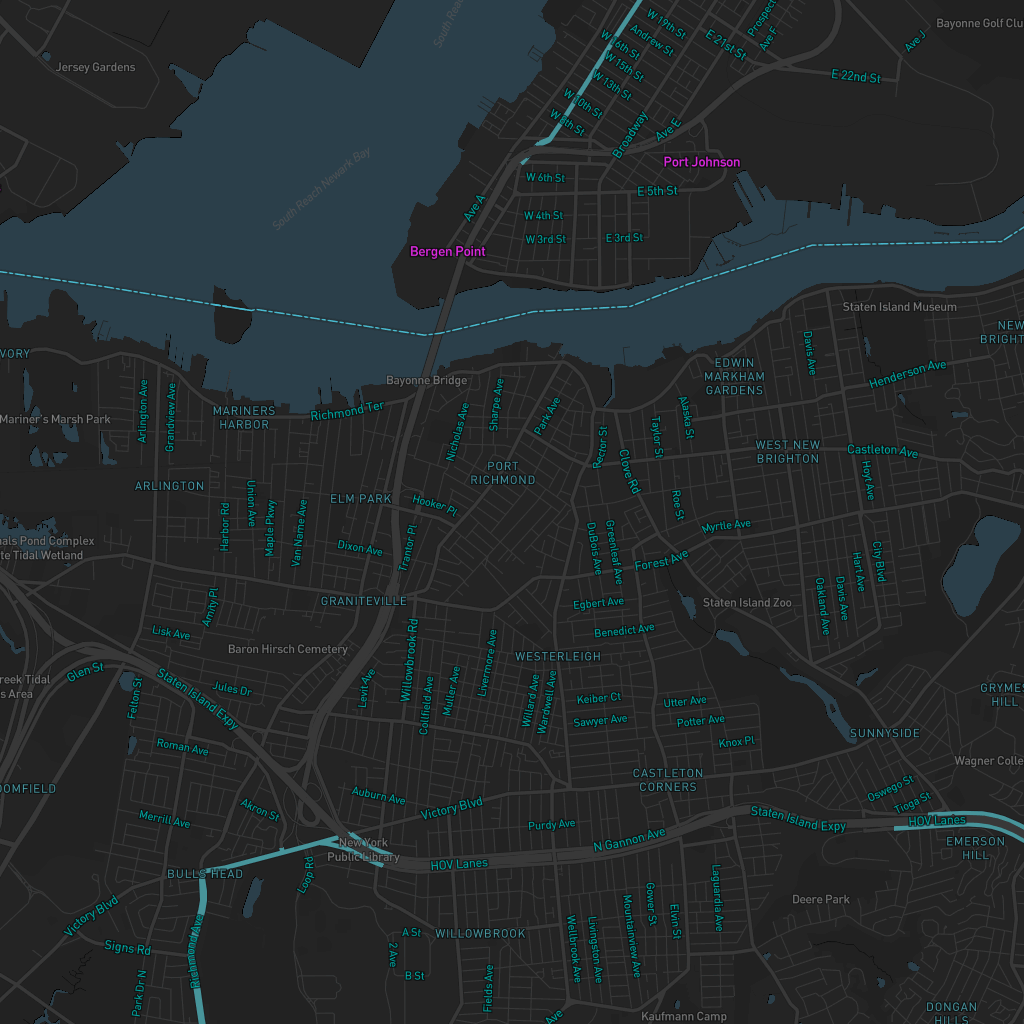 South Reach
Bayonne Golf Clu
Jersey Gardens
W 19th St
Prospect
Andrew St
Ave F
E 21st St
Ave J
W 16th St
W 15th St
E 22nd St
W 13th St
W 10th St
W 8th St
Broadway
Ave E
Port Johnson
South Reach Newark Bay
W 6th St
E 5th St
Ave A
W 4th St
W 3rd St
E 3rd St
Bergen Point
Staten Island Museum
NEW
BRIGHT
VORY
Davis Ave
EDWIN
MARKHAM
GARDENS
Henderson Ave
Bayonne Bridge
Arlington Ave
Grandview Ave
Mariner's Marsh Park
MARINERS
HARBOR
Richmond Ter
Nicholas Ave
Sharpe Ave
Park Ave
Rector St
Taylor St
Alaska St
WEST NEW
BRIGHTON
Castleton Ave
PORT
RICHMOND
Clove Rd
Hoyt Ave
ARLINGTON
ELM PARK
Hooker Pl
Harbor Rd
Union Ave
Maple Pkwy
Van Name Ave
Roe St
Myrtle Ave
als Pond Complex
te Tidal Wetland
Dixon Ave
Trantor Pl
DuBois Ave
Greenleaf Ave
Forest Ave
City Blvd
Hart Ave
Davis Ave
Oakland Ave
Amity Pl
GRANITEVILLE
Egbert Ave
Staten Island Zoo
Lisk Ave
Baron Hirsch Cemetery
Benedict Ave
WESTERLEIGH
Willowbrook Rd
Livermore Ave
Glen St
reek Tidal
s Area
Felton St
Jules Dr
Staten Island Expy
Levit Ave
Collfield Ave
Muller Ave
Willard Ave
Wardwell Ave
Keiber Ct
Utter Ave
GRYMES
HILL
Sawyer Ave
Potter Ave
Knox Pl
SUNNYSIDE
Roman Ave
Wagner Colle
OOMFIELD
CASTLETON
CORNERS
Auburn Ave
Akron St
Victory Blvd
Oswego St
Tioga St
Merrill Ave
Purdy Ave
N Gannon Ave
Staten Island Expy
HOV Lanes
New York
Public Library
HOV Lanes
EMERSON
HILL
BULLS HEAD
Loop Rd
Laguardia Ave
Deere Park
Victory Blvd
Signs Rd
Richmond Ave
Park Dr N
A St
2 Ave
B St
WILLOWBROOK
Fields Ave
Wellbrook Ave
Livingston Ave
Mountainview Ave
Gower St
Elvin St
Ave
Kaufmann Camp
DONGAN
HILLS